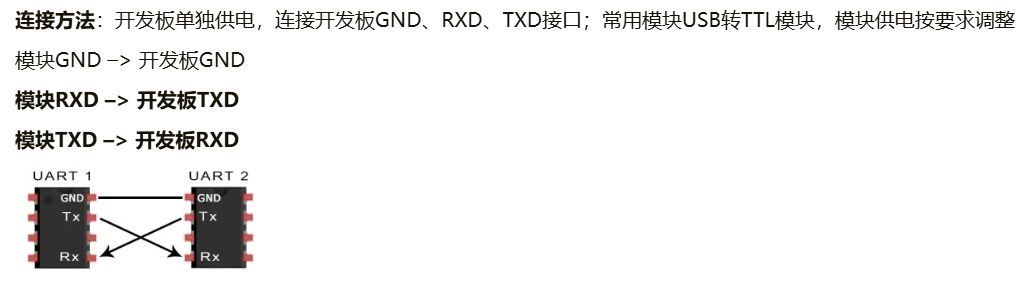 连接方法：开发板单独供电，连接开发板GND、RXD、TXD接口；常用模块USB转TTL模块，模块供电按要求调整
模块GND –> 开发板GND
模块RXD –> 开发板TXD
模块TXD –> 开发板RXD
UART 1 UART 2
GND GND
Tx Tx
Rx Rx